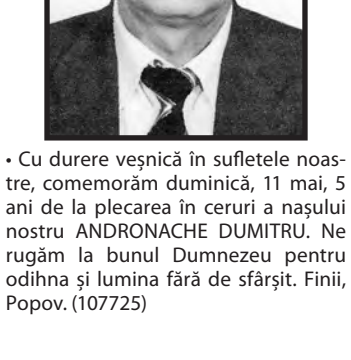 • Cu durere veșnică în sufletele noas-
tre, comemorăm duminică, 11 mai, 5
ani de la plecarea în ceruri a nașului
nostru ANDRONACHE DUMITRU. Ne
rugăm la bunul Dumnezeu pentru
odihna și lumina fără de sfârșit. Finii,
Popov. (107725)